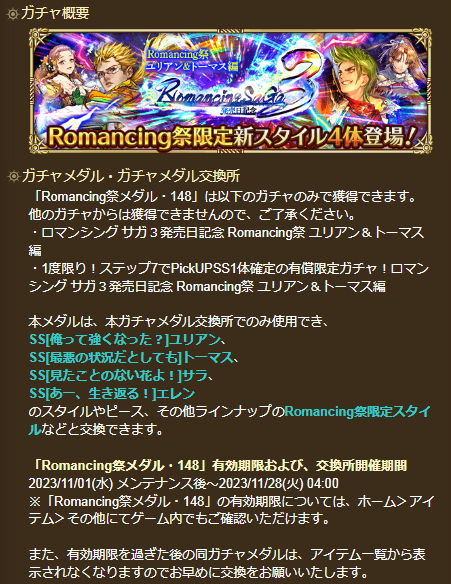 ガチャ概要
Romancing祭
ユリアン&トーマス編
Romancing SaGa 3
発売日記念
Romancing祭限定新スタイル4体登場！
ガチャメダル・ガチャメダル交換所
「Romancing祭メダル・148」は以下のガチャのみで獲得できます。
他のガチャからは獲得できませんので、ご了承ください。
・ロマンシング サガ３発売日記念 Romancing祭 ユリアン＆トーマス
編
・1度限り！ステップ7でPickUPSS1体確定の有償限定ガチャ！ロマン
シング サガ３発売日記念 Romancing祭 ユリアン＆トーマス編
本メダルは、本ガチャメダル交換所でのみ使用でき、
SS[俺って強くなった？]ユリアン、
SS[最悪の状況だとしても]トーマス、
SS[見たことのない花よ！]サラ、
SS[あー、生き返る！]エレン
のスタイルやピース、その他ラインナップのRomancing祭限定スタイ
ルなどと交換できます。
「Romancing祭メダル・148」有効期限および、交換所開催期間
2023/11/01(水) メンテナンス後～2023/11/28(火) 04:00
※「Romancing祭メダル・148」の有効期限については、ホーム＞アイ
テム＞その他にてゲーム内でもご確認いただけます。
また、有効期限を過ぎた後の同ガチャメダルは、アイテム一覧から表
示されなくなりますのでお早めに交換をお願いいたします。